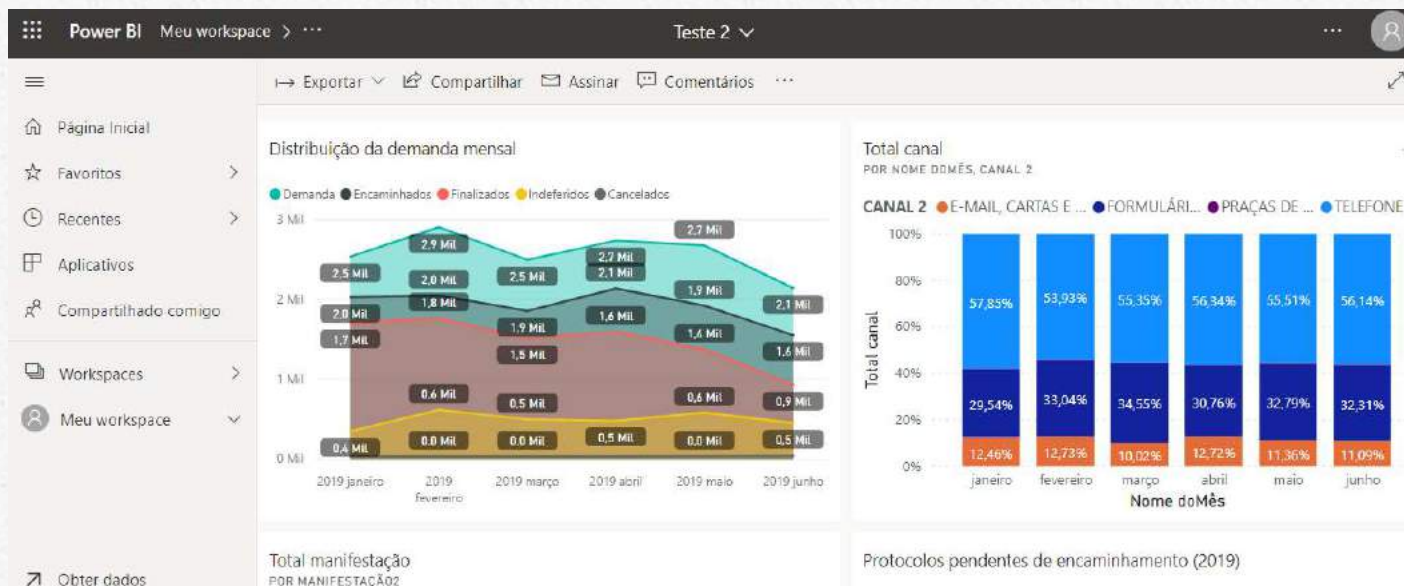 Power BI Meu workspace > ···
Teste 2
···
Exportar Compartilhar Assinar Comentários ···
Página Inicial
Favoritos
Recentes
Aplicativos
Compartilhado comigo
Workspaces
Meu workspace
Obter dados
Distribuição da demanda mensal
Demanda Encaminhados Finalizados Indeferidos Cancelados
3 Mil
2 Mil
1 Mil
0 Mil
2,5 Mil 2,9 Mil 2,5 Mil 2,7 Mil 2,7 Mil 2,1 Mil
2,0 Mil 2,0 Mil 1,9 Mil 2,1 Mil 1,9 Mil 1,6 Mil
1,7 Mil 1,8 Mil 1,5 Mil 1,6 Mil 1,4 Mil 0,9 Mil
0,4 Mil 0,6 Mil 0,5 Mil 0,5 Mil 0,6 Mil 0,5 Mil
0,0 Mil 0,0 Mil 0,0 Mil
2019 janeiro 2019 fevereiro 2019 março 2019 abril 2019 maio 2019 junho
Total canal
POR NOME DOMÊS, CANAL 2
CANAL 2 E-MAIL, CARTAS E ... FORMULÁRI... PRAÇAS DE ... TELEFONE
Total canal
100%
80%
60%
40%
20%
0%
57,85% 53,93% 55,35% 56,34% 55,51% 56,14%
29,54% 33,04% 34,55% 30,76% 32,79% 32,31%
12,46% 12,73% 10,02% 12,72% 11,36% 11,09%
janeiro fevereiro março abril maio junho
Nome doMês
Total manifestação
POR MANIFESTAÇÃO2
Protocolos pendentes de encaminhamento (2019)